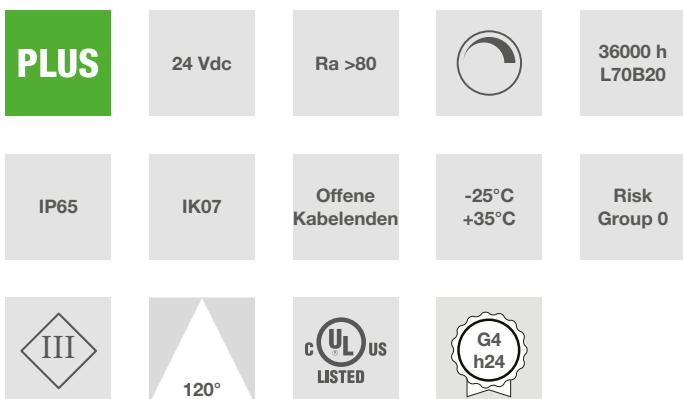 PLUS
24 Vdc
Ra >80
36000 h
L70B20
IP65
IK07
Offene
Kabelenden
-25°C
+35°C
Risk
Group 0
III
120°
C UL ® US
LISTED
G4
h24